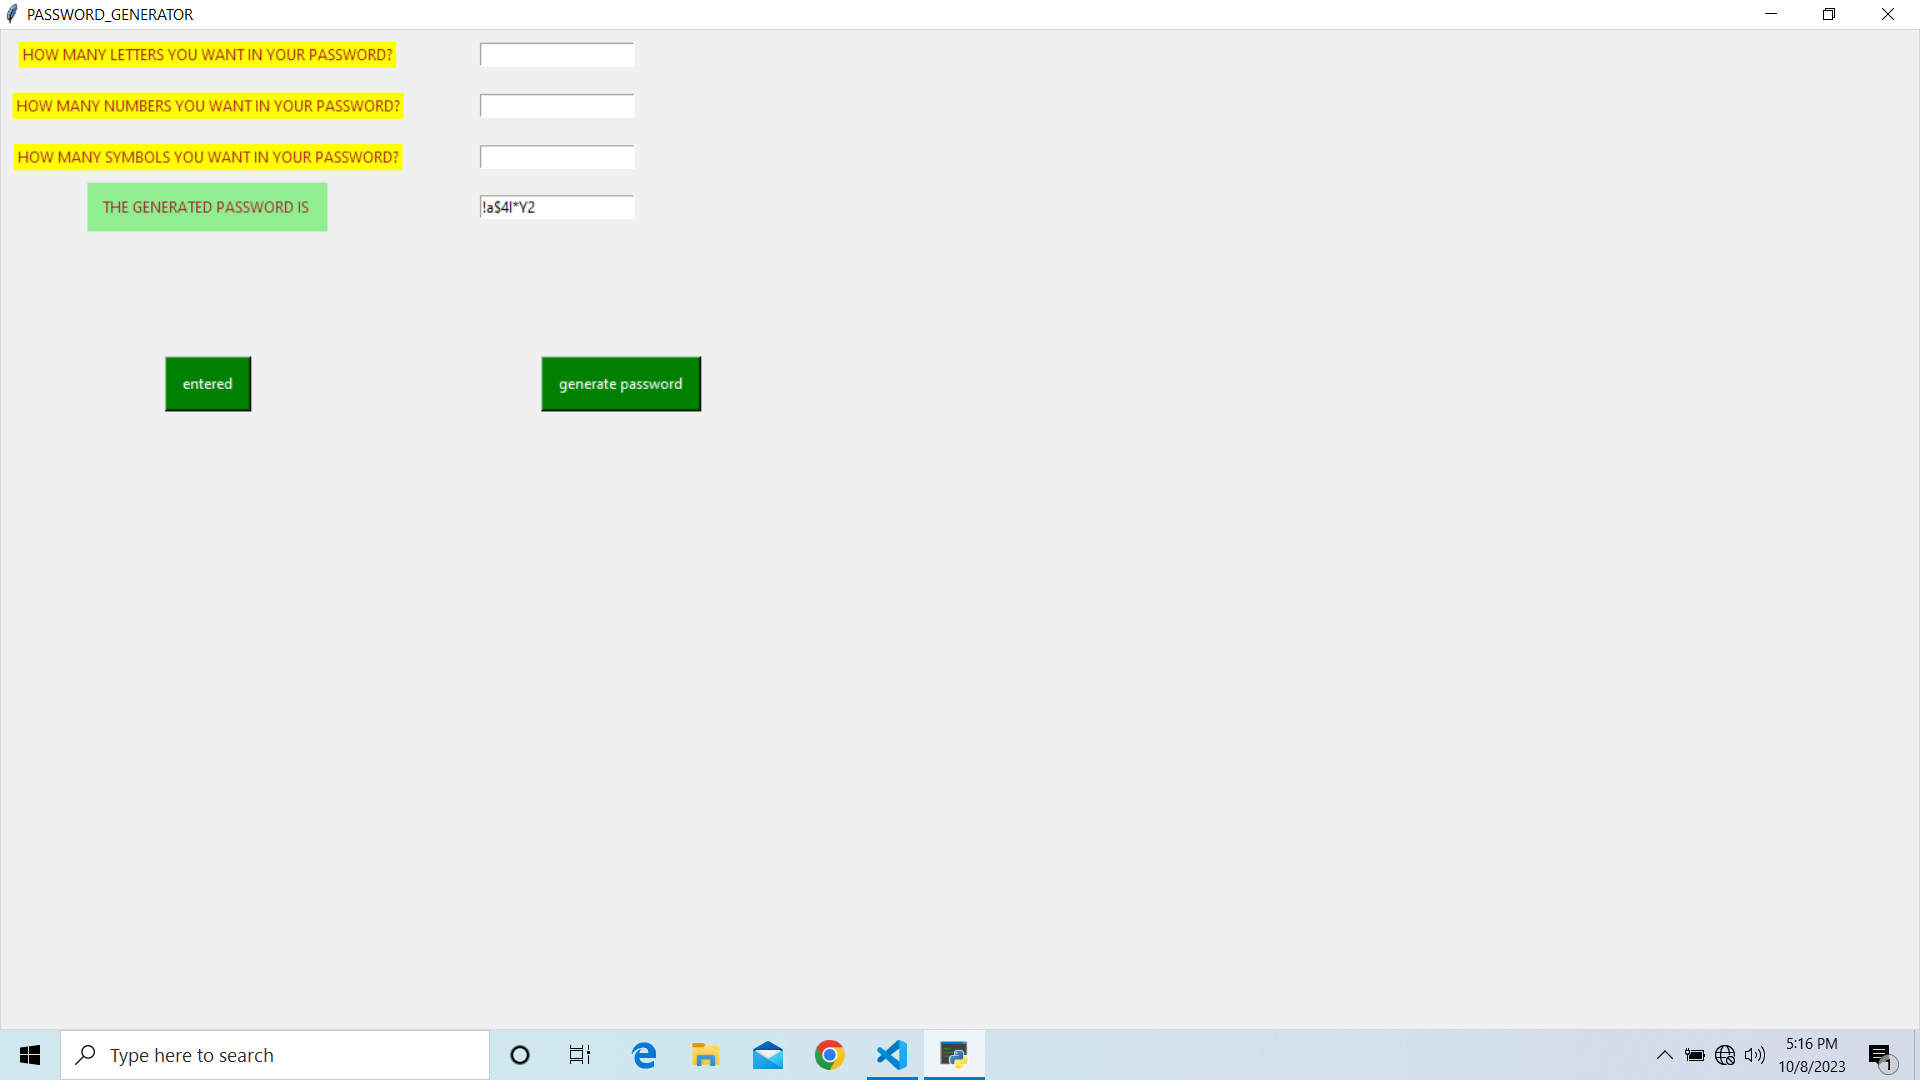 PASSWORD_GENERATOR
HOW MANY LETTERS YOU WANT IN YOUR PASSWORD?
HOW MANY NUMBERS YOU WANT IN YOUR PASSWORD?
HOW MANY SYMBOLS YOU WANT IN YOUR PASSWORD?
THE GENERATED PASSWORD IS !a$4l*Y2
entered generate password
Type here to search
5:16 PM
10/8/2023
1